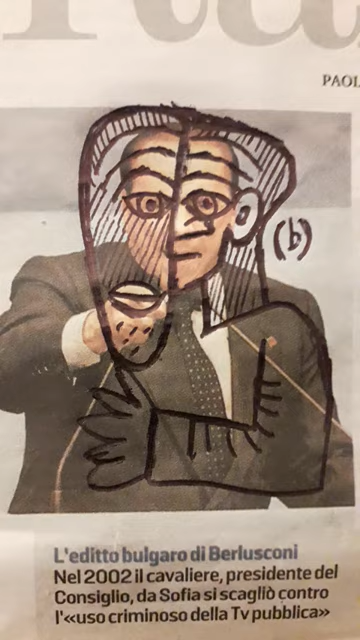 PAOL
(b)
L'editto bulgaro di Berlusconi
Nel 2002 il cavaliere, presidente del
Consiglio, da Sofia si scagliò contro
l'«uso criminoso della Tv pubblica»